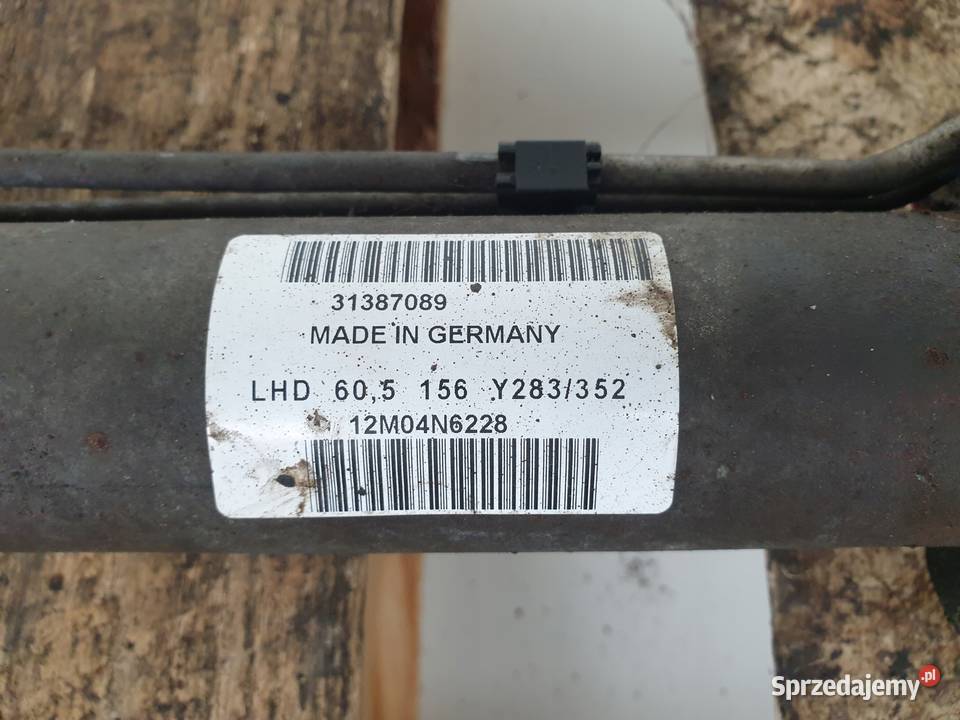 31387089
MADE IN GERMANY
LHD 60,5 156 Y283/352
12M04N6228
Sprzedajemy.pl